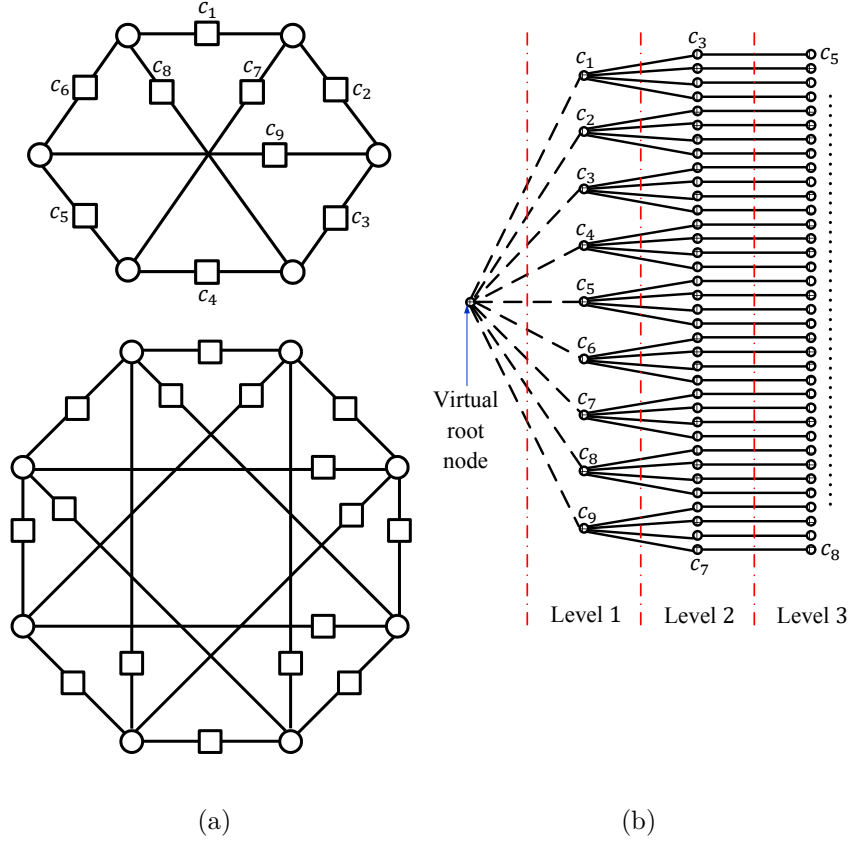 c₁
c₆
c₈
c₇
c₂
c₉
c₅
c₃
c₄
(a)
c₁
c₂
c₃
c₄
c₅
c₆
c₇
c₈
c₉
c₃
c₅
c₇
c₈
Virtual
root
node
Level 1
Level 2
Level 3
(b)